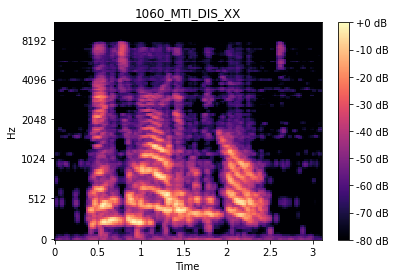 1060_MTI_DIS_XX
Hz
8192
4096
2048
1024
512
0
0
0.5
1
1.5
2
2.5
3
Time
+0 dB
-10 dB
-20 dB
-30 dB
-40 dB
-50 dB
-60 dB
-70 dB
-80 dB